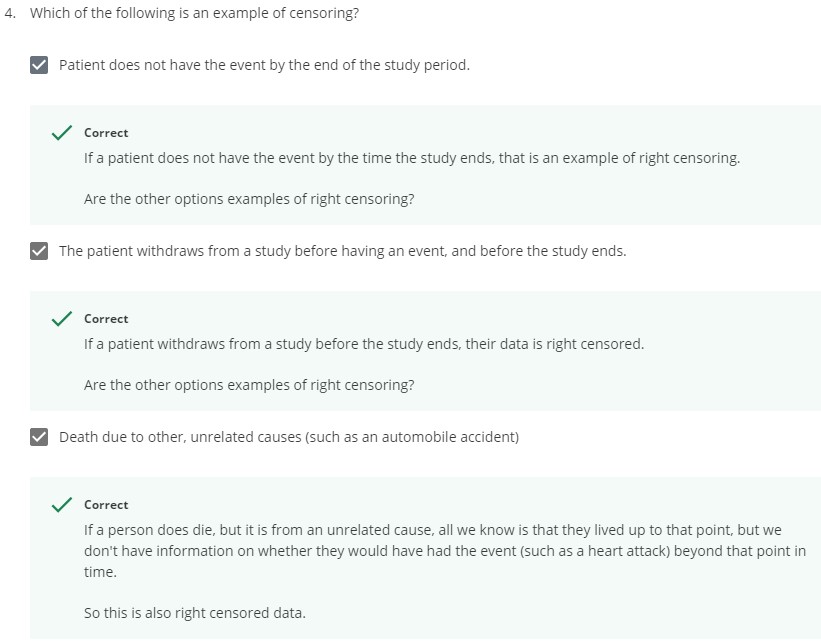 4. Which of the following is an example of censoring?
Patient does not have the event by the end of the study period.
Correct
If a patient does not have the event by the time the study ends, that is an example of right censoring.
Are the other options examples of right censoring?
The patient withdraws from a study before having an event, and before the study ends.
Correct
If a patient withdraws from a study before the study ends, their data is right censored.
Are the other options examples of right censoring?
Death due to other, unrelated causes (such as an automobile accident)
Correct
If a person does die, but it is from an unrelated cause, all we know is that they lived up to that point, but we
don't have information on whether they would have had the event (such as a heart attack) beyond that point in
time.
So this is also right censored data.